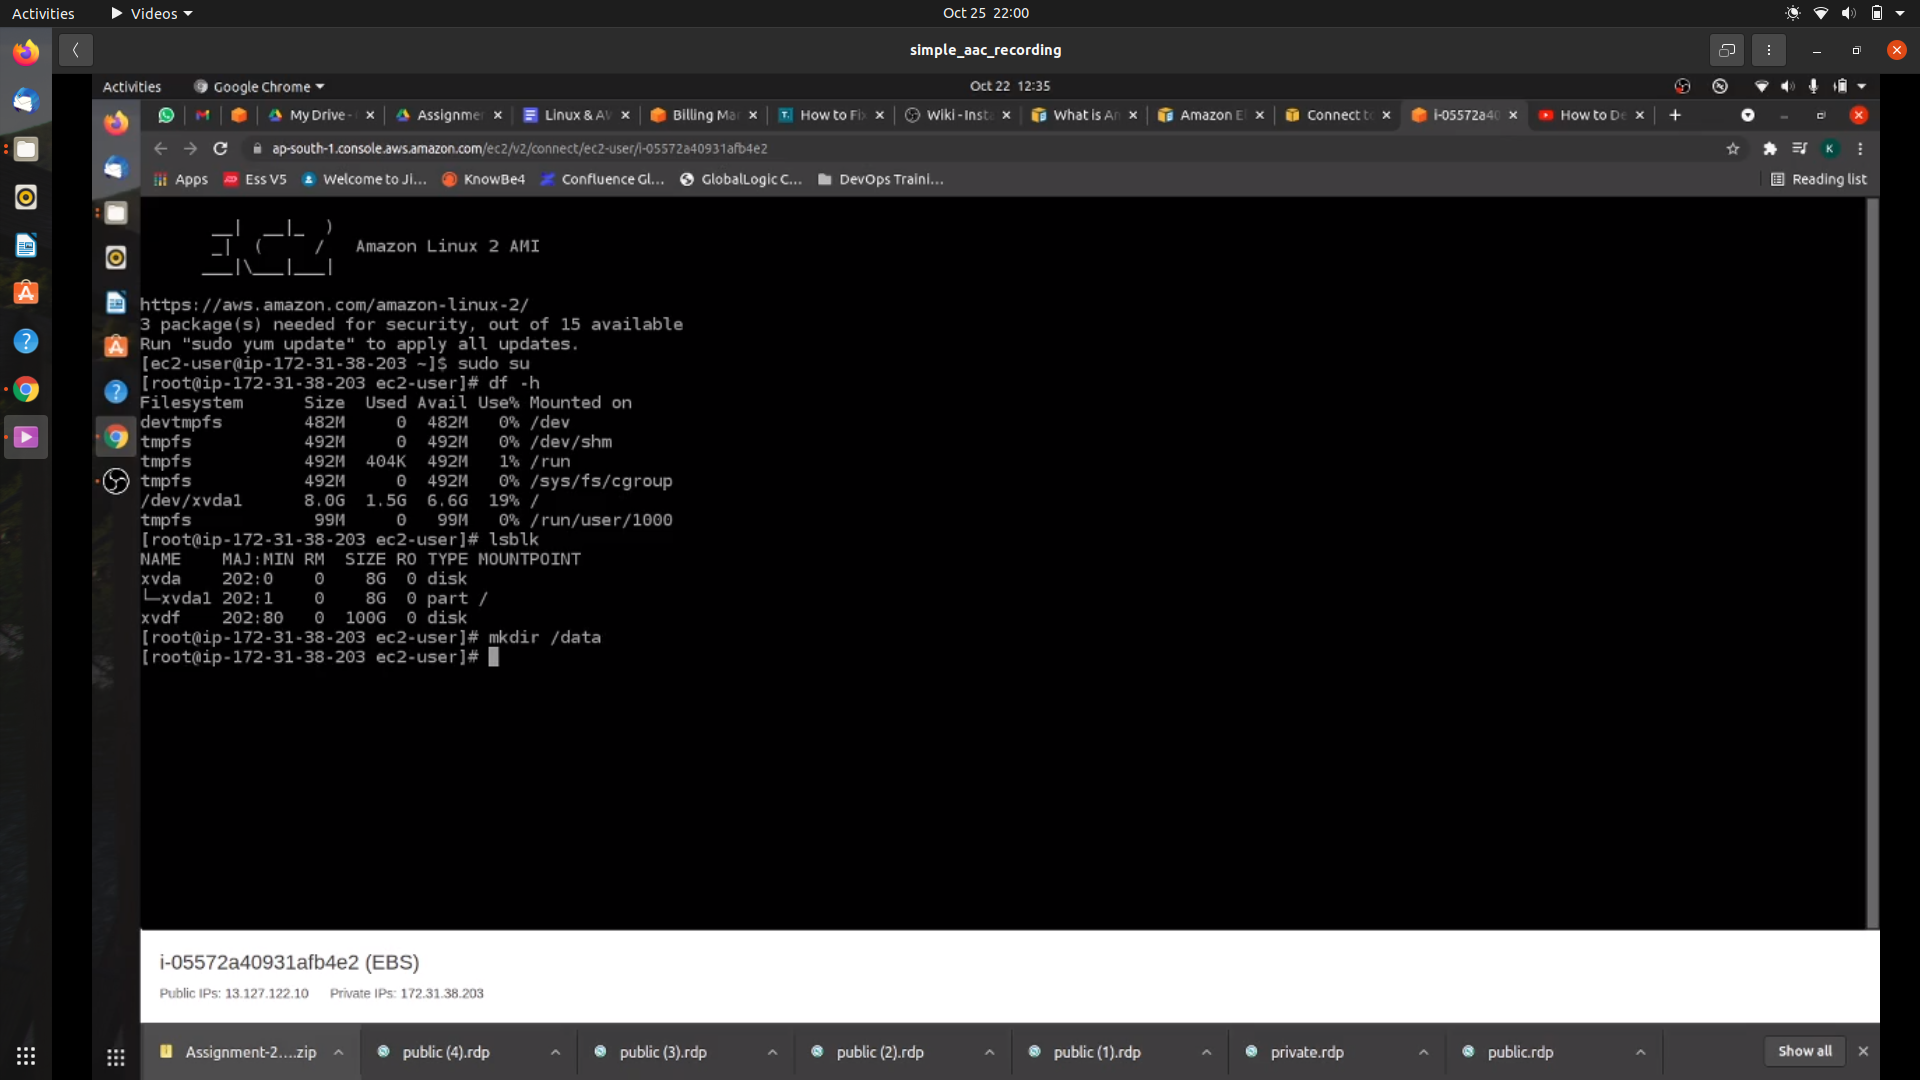 Activities
Videos
Oct 25 22:00
simple_aac_recording
Activities
Google Chrome
Oct 22 12:35
My Drive -
Assignme
Linux & AV
Billing Ma
How to Fi
Wiki - Inst
What is An
Amazon E
Connect to
i-05572a40
How to De
ap-south-1.console.aws.amazon.com/ec2/v2/connect/ec2-user/i-05572a40931afb4e2
K
Apps
Ess V5
Welcome to Ji...
KnowBe4
Confluence Gl...
GlobalLogic C...
DevOps Traini...
Reading list
__|  __|_  )
_|  (     /   Amazon Linux 2 AMI
___|\___|___|
https://aws.amazon.com/amazon-linux-2/
3 package(s) needed for security, out of 15 available
Run "sudo yum update" to apply all updates.
[ec2-user@ip-172-31-38-203 ~]$ sudo su
[root@ip-172-31-38-203 ec2-user]# df -h
Filesystem      Size  Used Avail Use% Mounted on
devtmpfs        482M     0  482M   0% /dev
tmpfs           492M     0  492M   0% /dev/shm
tmpfs           492M  404K  492M   1% /run
tmpfs           492M     0  492M   0% /sys/fs/cgroup
/dev/xvda1      8.0G  1.5G  6.6G  19% /
tmpfs            99M     0   99M   0% /run/user/1000
[root@ip-172-31-38-203 ec2-user]# lsblk
NAME    MAJ:MIN RM  SIZE RO TYPE MOUNTPOINT
xvda    202:0    0    8G  0 disk
└─xvda1 202:1    0    8G  0 part /
xvdf    202:80   0  100G  0 disk
[root@ip-172-31-38-203 ec2-user]# mkdir /data
[root@ip-172-31-38-203 ec2-user]#
i-05572a40931afb4e2 (EBS)
Public IPs: 13.127.122.10 Private IPs: 172.31.38.203
Assignment-2....zip
public (4).rdp
public (3).rdp
public (2).rdp
public (1).rdp
private.rdp
public.rdp
Show all